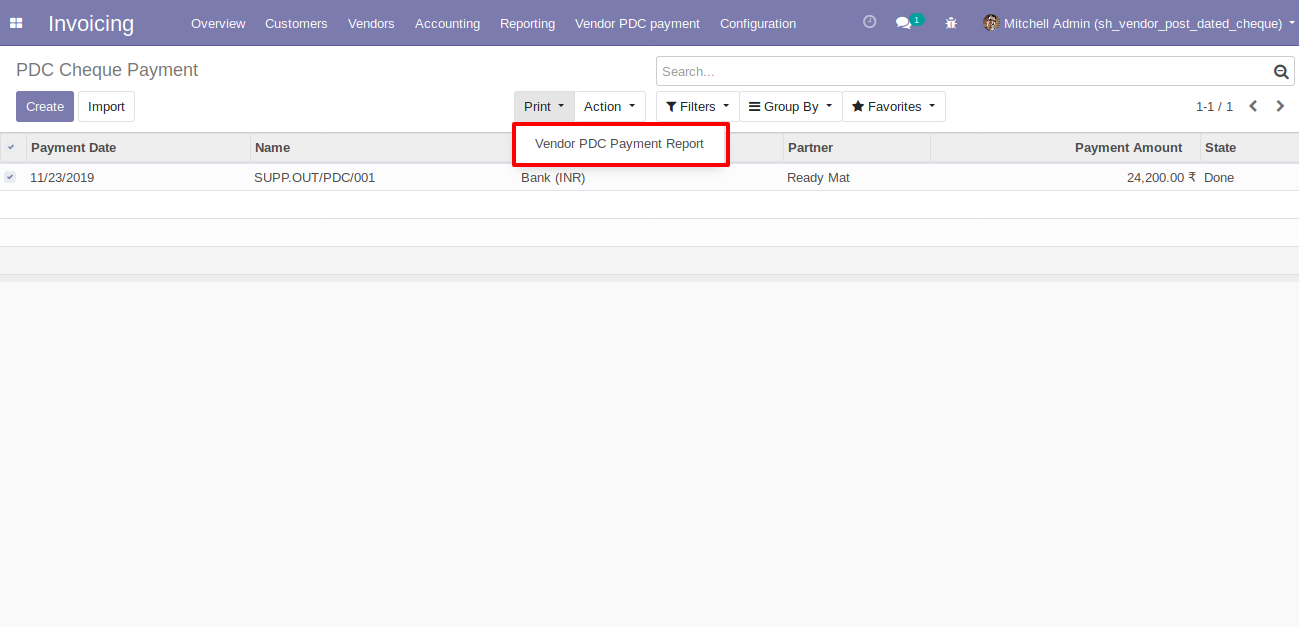 Invoicing Overview Customers Vendors Accounting Reporting Vendor PDC payment Configuration 1 Mitchell Admin (sh_vendor_post_dated_cheque)
PDC Cheque Payment Search...
Create Import Print Action Filters Group By Favorites 1-1 / 1
Vendor PDC Payment Report
Payment Date Name Partner Payment Amount State
11/23/2019 SUPP.OUT/PDC/001 Bank (INR) Ready Mat 24,200.00 ₹ Done